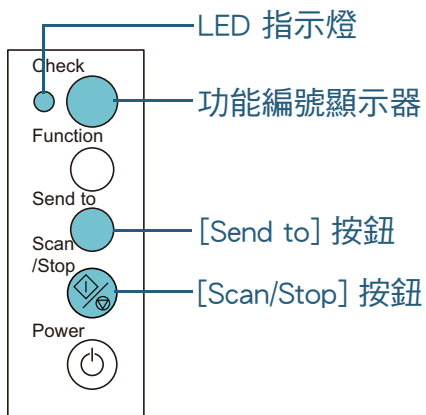 LED 指示燈
Check
功能編號顯示器
Function
Send to
[Send to] 按鈕
Scan
/Stop
[Scan/Stop] 按鈕
Power